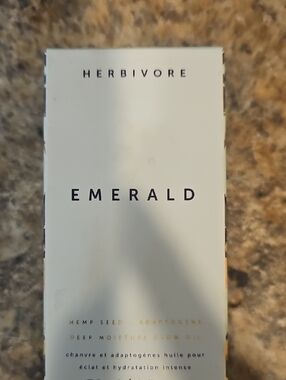 HERBIVORE
EMERALD
HEMP SEED + ADAPTOGENS
DEEP MOISTURE GLOW OIL
chanvre et adaptogènes huile pour
éclat et hydratation intense